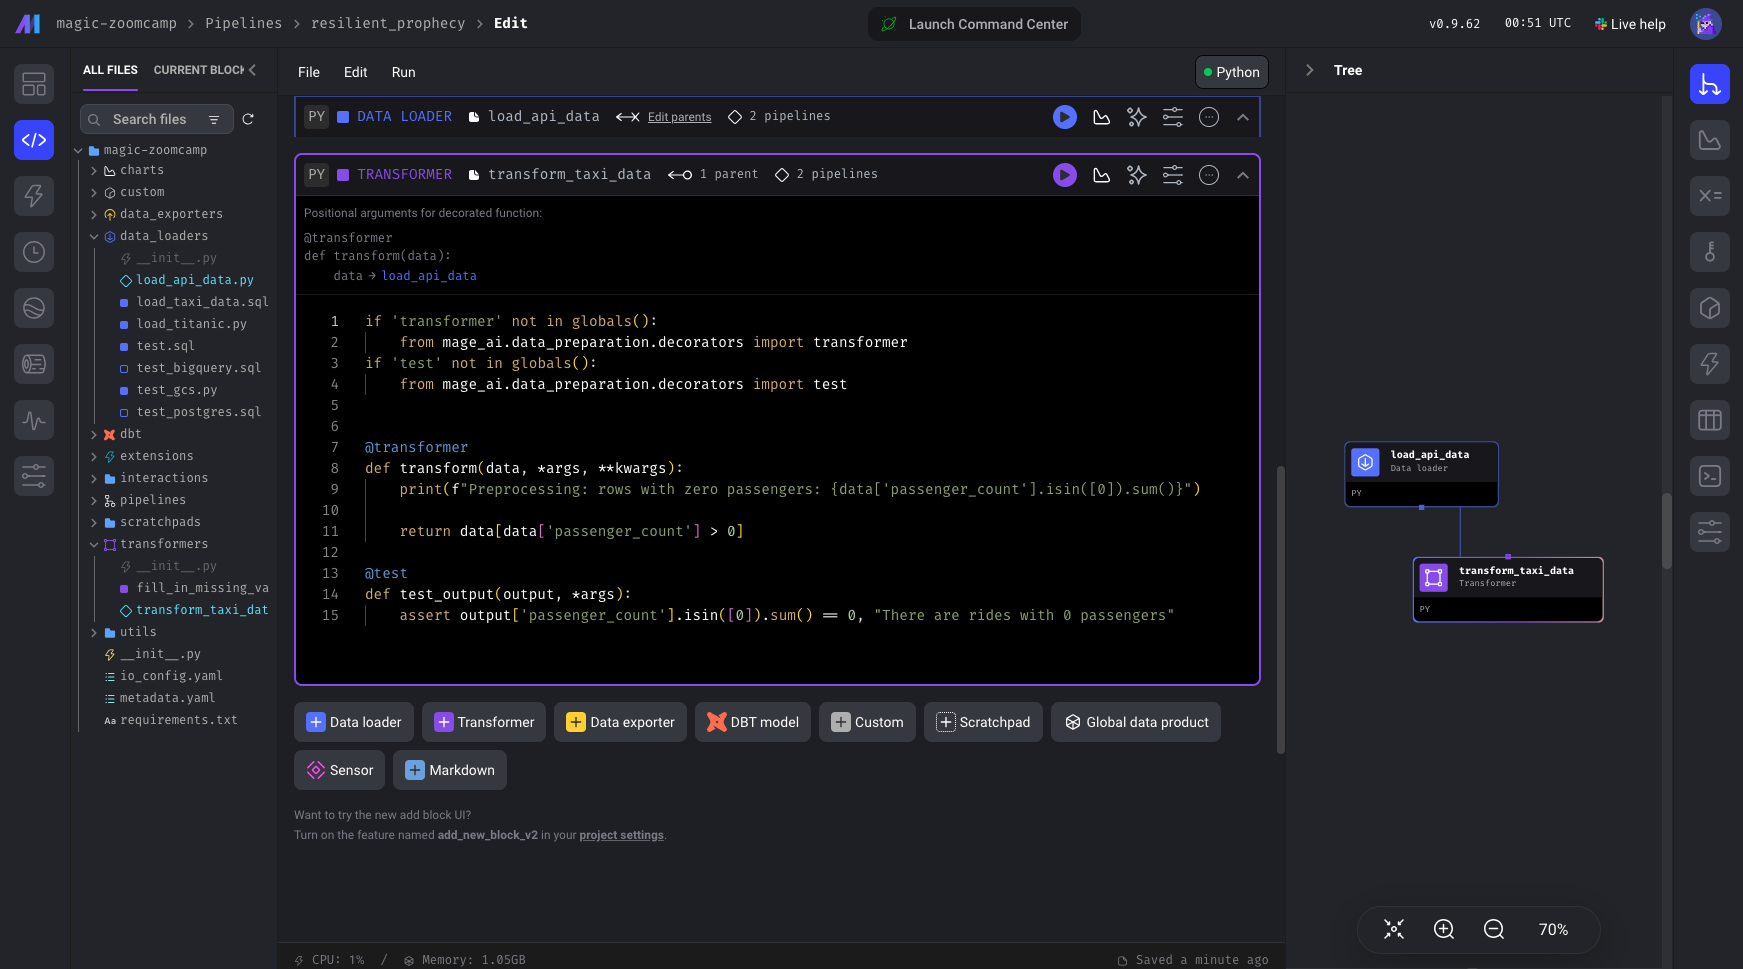 magic-zoomcamp > Pipelines > resilient_prophecy > Edit
Launch Command Center
v0.9.62 00:51 UTC Live help
ALL FILES CURRENT BLOCK
Search files
magic-zoomcamp
charts
custom
data_exporters
data_loaders
__init__.py
load_api_data.py
load_taxi_data.sql
load_titanic.py
test.sql
test_bigquery.sql
test_gcs.py
test_postgres.sql
dbt
extensions
interactions
pipelines
scratchpads
transformers
__init__.py
fill_in_missing_va
transform_taxi_dat
utils
__init__.py
io_config.yaml
metadata.yaml
Aa requirements.txt
File Edit Run
Python
PY DATA LOADER load_api_data Edit parents 2 pipelines
PY TRANSFORMER transform_taxi_data 1 parent 2 pipelines
Positional arguments for decorated function:
@transformer
def transform(data):
data → load_api_data
1 if 'transformer' not in globals():
2 from mage_ai.data_preparation.decorators import transformer
3 if 'test' not in globals():
4 from mage_ai.data_preparation.decorators import test
5
6
7 @transformer
8 def transform(data, *args, **kwargs):
9 print(f"Preprocessing: rows with zero passengers: {data['passenger_count'].isin([0]).sum()}")
10
11 return data[data['passenger_count'] > 0]
12
13 @test
14 def test_output(output, *args):
15 assert output['passenger_count'].isin([0]).sum() == 0, "There are rides with 0 passengers"
Data loader Transformer Data exporter DBT model Custom Scratchpad Global data product
Sensor Markdown
Want to try the new add block UI?
Turn on the feature named add_new_block_v2 in your project settings.
CPU: 1% / Memory: 1.05GB
Saved a minute ago
Tree
load_api_data
Data loader
PY
transform_taxi_data
Transformer
PY
70%